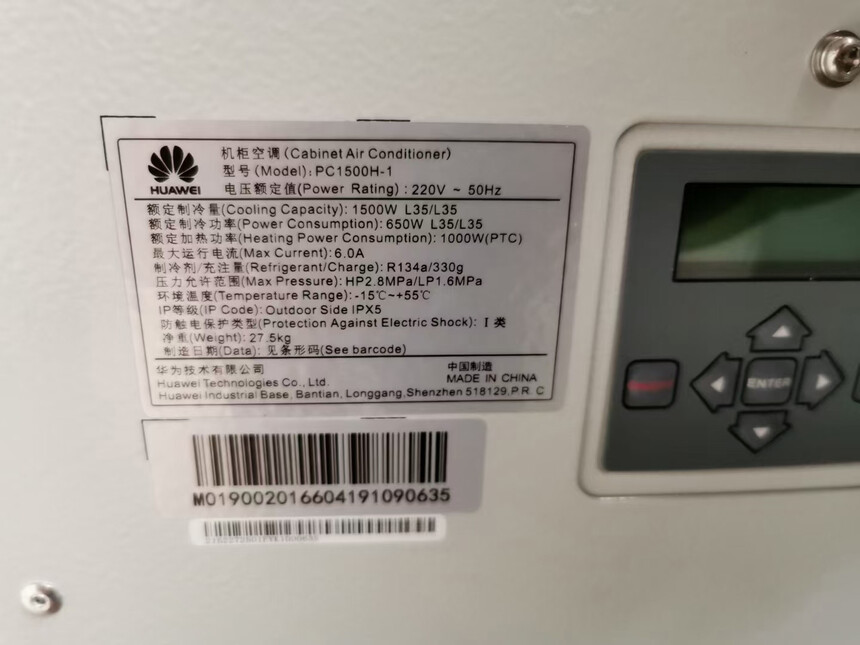 HUAWEI
机柜空调(Cabinet Air Conditioner)
型号(Model):PC1500H-1
电压额定值(Power Rating):220V ~ 50Hz
额定制冷量(Cooling Capacity):1500W L35/L35
额定制冷功率(Power Consumption):650W L35/L35
额定加热功率(Heating Power Consumption):1000W(PTC)
最大运行电流(Max Current):6.0A
制冷剂/充注量(Refrigerant/Charge):R134a/330g
压力允许范围(Max Pressure):HP2.8MPa/LP1.6MPa
环境温度(Temperature Range):-15℃~+55℃
IP等级(IP Code):Outdoor Side IPX5
防触电保护类型(Protection Against Electric Shock):I类
净重(Weight):27.5kg
制造日期(Data):见条形码(See barcode)
华为技术有限公司
Huawei Technologies Co., Ltd.
中国制造
MADE IN CHINA
Huawei Industrial Base, Bantian, Longgang,Shenzhen 518129,P.R.C
M0190020166041910​90635
ENTER